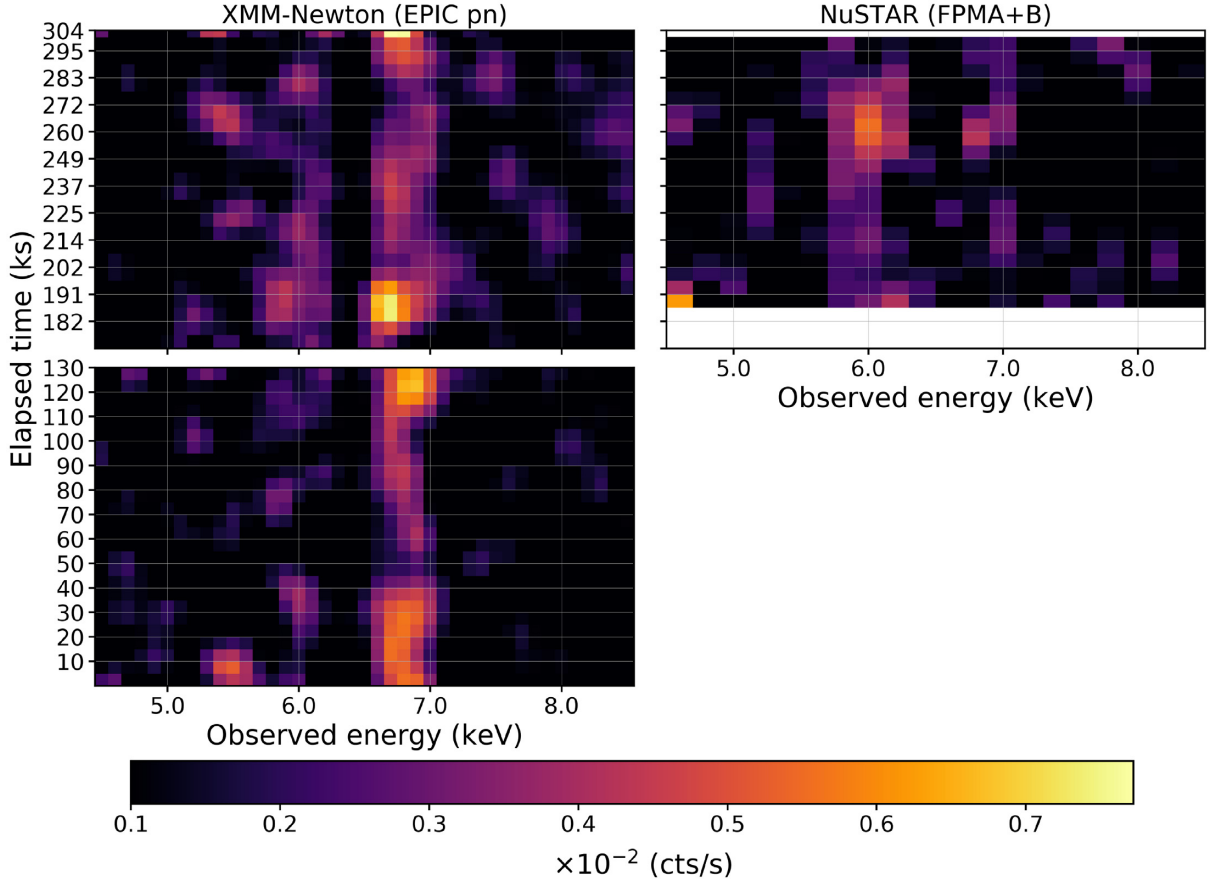 XMM-Newton (EPIC pn)
NuSTAR (FPMA+B)
Elapsed time (ks)
304
295
283
272
260
249
237
225
214
202
191
182
5.0 6.0 7.0 8.0
Observed energy (keV)
130
120
110
100
90
80
70
60
50
40
30
20
10
5.0 6.0 7.0 8.0
Observed energy (keV)
0.1 0.2 0.3 0.4 0.5 0.6 0.7
×10⁻² (cts/s)